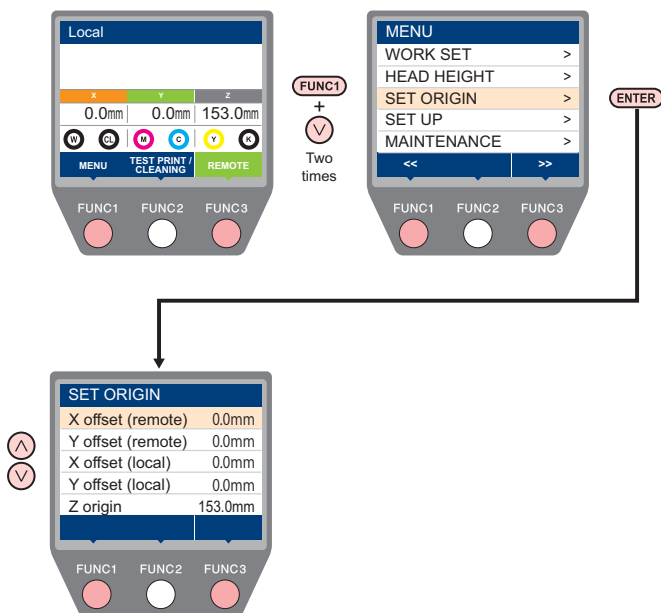 Local
X Y Z
0.0mm 0.0mm 153.0mm
W CL M C Y K
MENU TEST PRINT / CLEANING REMOTE
FUNC1 FUNC2 FUNC3
FUNC1
+
Two
times
MENU
WORK SET >
HEAD HEIGHT >
SET ORIGIN >
SET UP >
MAINTENANCE >
<< >>
FUNC1 FUNC2 FUNC3
ENTER
SET ORIGIN
X offset (remote) 0.0mm
Y offset (remote) 0.0mm
X offset (local) 0.0mm
Y offset (local) 0.0mm
Z origin 153.0mm
FUNC1 FUNC2 FUNC3